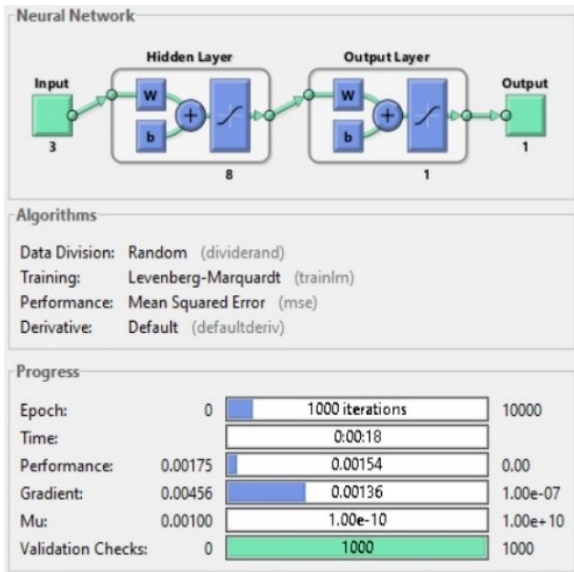 Neural Network
Hidden Layer
Output Layer
Input
W
b
+
W
b
+
Output
3
8
1
1
Algorithms
Data Division: Random (dividerand)
Training: Levenberg-Marquardt (trainlm)
Performance: Mean Squared Error (mse)
Derivative: Default (defaultderiv)
Progress
Epoch: 0 1000 iterations 10000
Time: 0:00:18
Performance: 0.00175 0.00154 0.00
Gradient: 0.00456 0.00136 1.00e-07
Mu: 0.00100 1.00e-10 1.00e+10
Validation Checks: 0 1000 1000